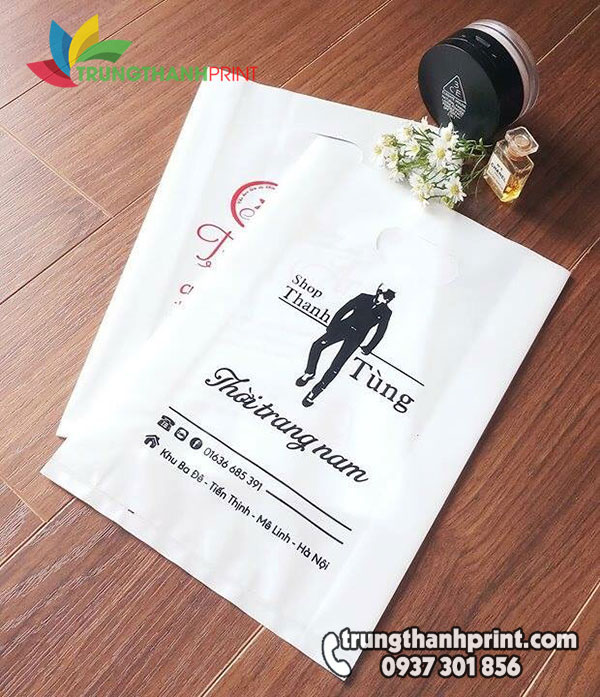 TRUNGTHANHPRINT
Shop
Thanh
Tùng
Thời trang nam
01636 685 391
Khu Ba Đê - Tiến Thịnh - Mê Linh - Hà Nội
trungthanhprint.com
0937 301 856